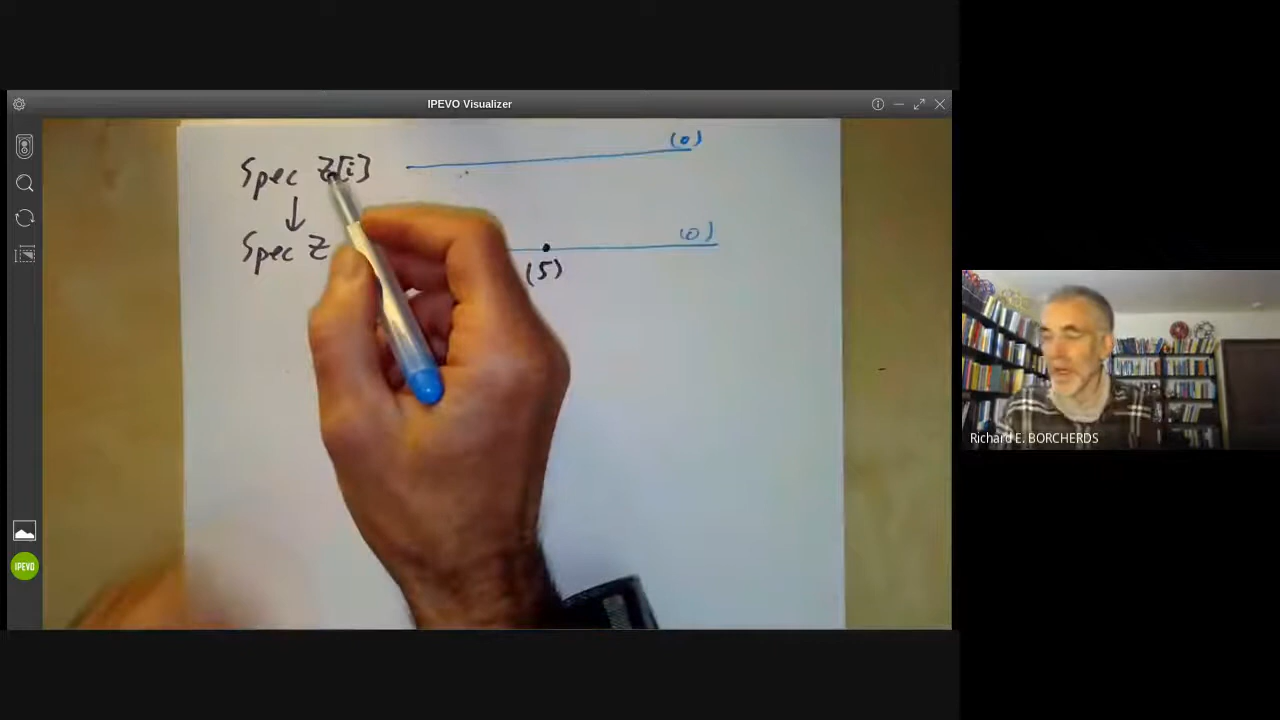 IPEVO Visualizer
Spec Z[i]
(0)
Spec Z
(0)
(5)
Richard E. BORCHERDS
IPEVO